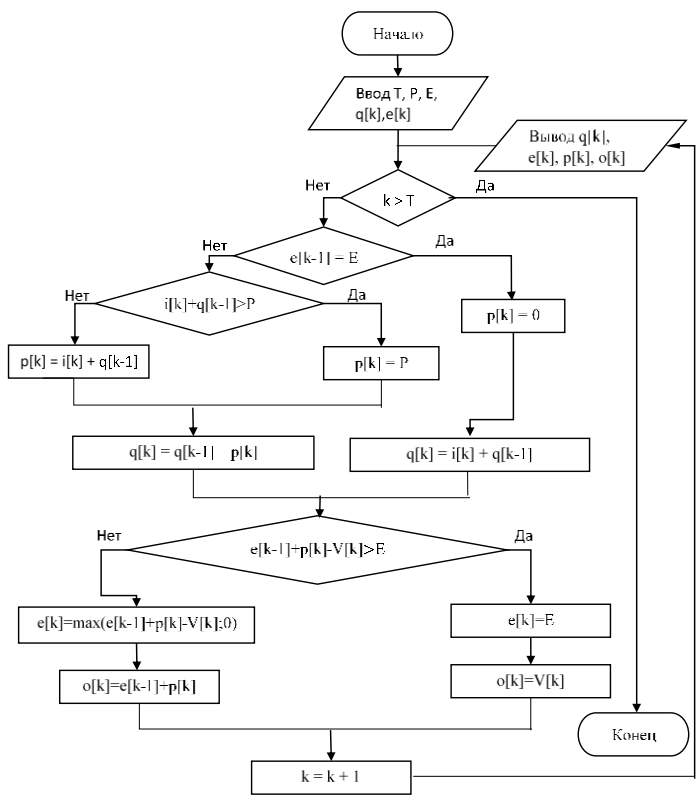 Начало
Ввод T, P, E,
q[k],e[k]
Вывод q[k],
e[k], p[k], o[k]
Нет
Да
k > T
Нет
Да
e[k-1] = E
Нет
Да
i[k]+q[k-1]>P
p[k] = 0
p[k] = i[k] + q[k-1]
p[k] = P
q[k] = q[k-1] p[k]
q[k] = i[k] + q[k-1]
Нет
Да
e[k-1]+p[k]-V[k]>E
e[k]=max(e[k-1]+p[k]-V[k];0)
e[k]=E
o[k]=e[k-1]+p[k]
o[k]=V[k]
Конец
k = k + 1